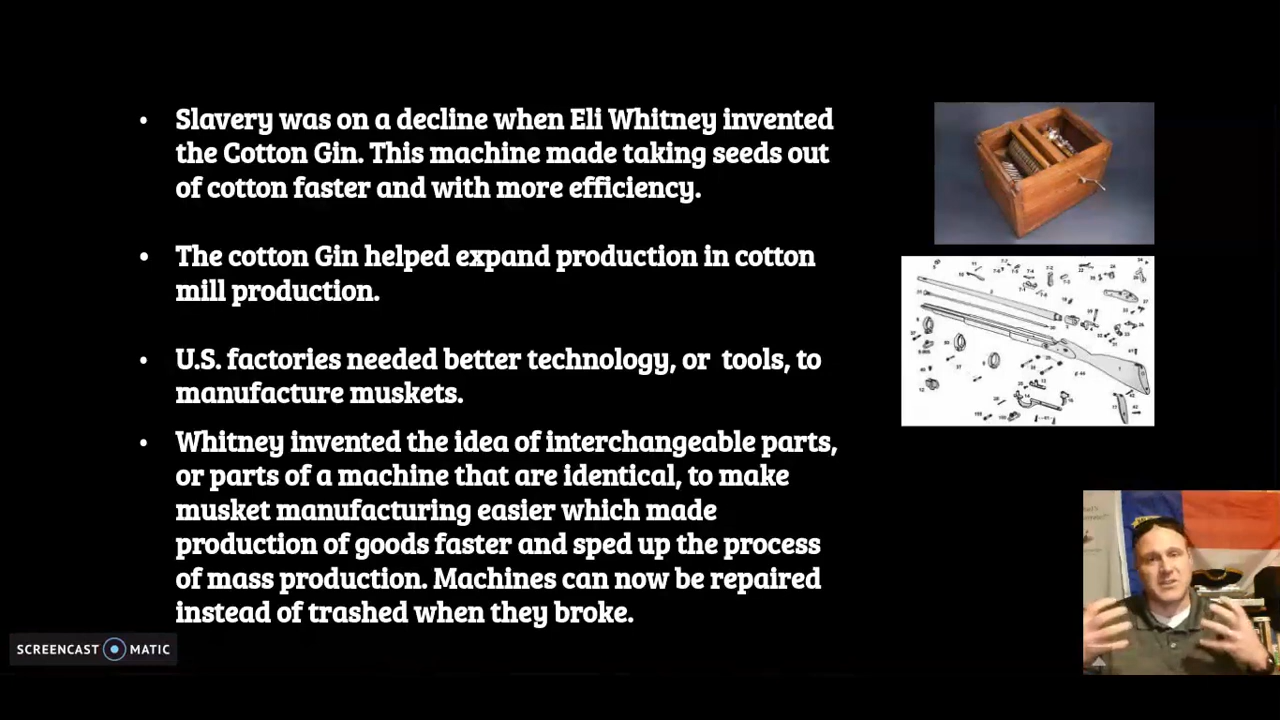 • Slavery was on a decline when Eli Whitney invented
the Cotton Gin. This machine made taking seeds out
of cotton faster and with more efficiency.
• The cotton Gin helped expand production in cotton
mill production.
• U.S. factories needed better technology, or  tools, to
manufacture muskets.
• Whitney invented the idea of interchangeable parts,
or parts of a machine that are identical, to make
musket manufacturing easier which made
production of goods faster and sped up the process
of mass production. Machines can now be repaired
instead of trashed when they broke.
SCREENCAST MATIC